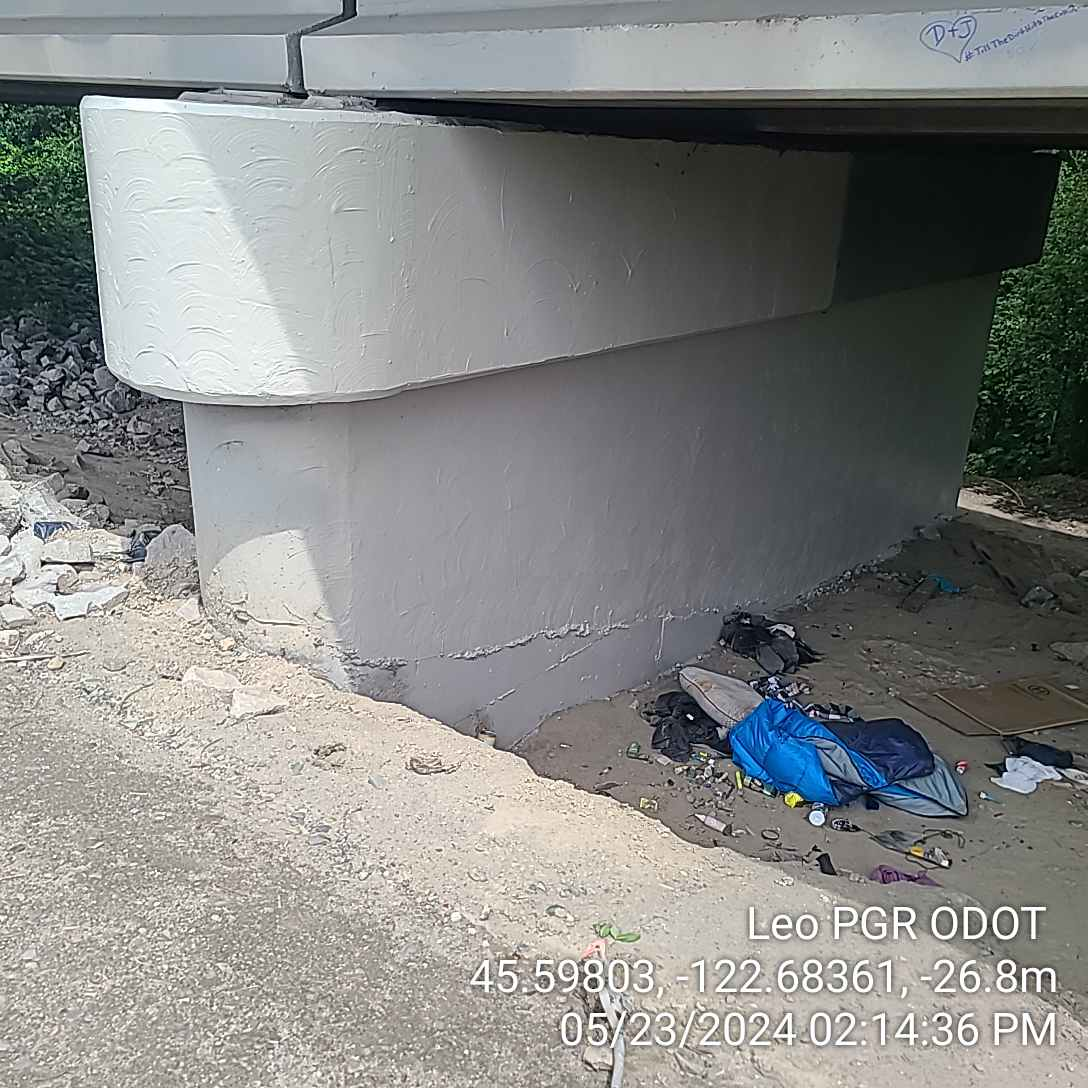 D+J
Leo PGR ODOT
45.59803, -122.68361, -26.8m
05/23/2024 02:14:36 PM